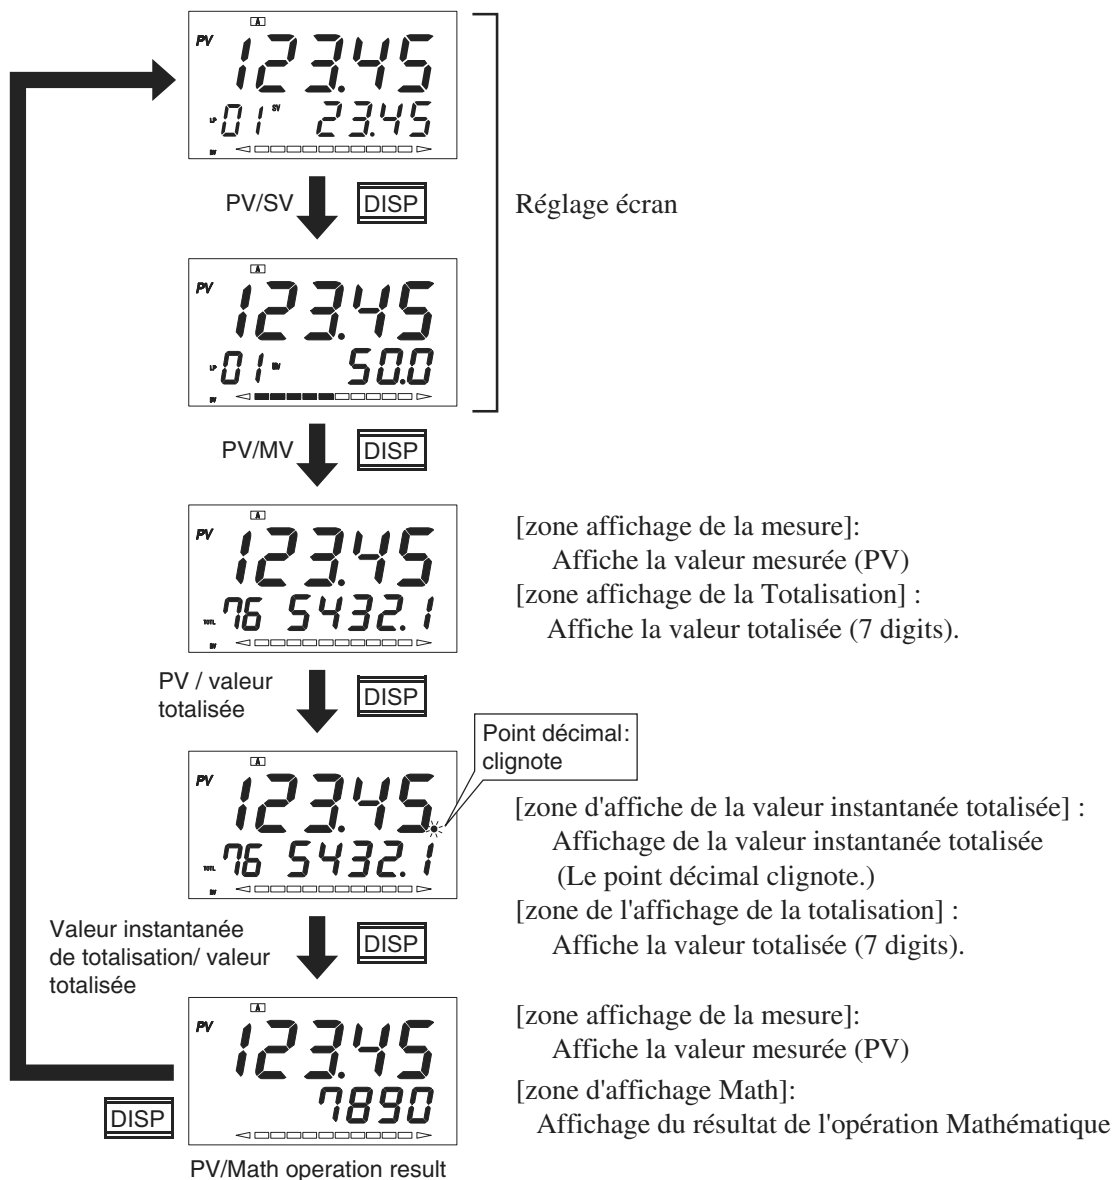 A
PV
123.45
LP 01 SV 23.45
PV/SV DISP
Réglage écran
A
PV
123.45
LP 01 50.0
PV/MV DISP
A
PV
123.45
TOTL 76 5432.1
[zone affichage de la mesure]:
Affiche la valeur mesurée (PV)
[zone affichage de la Totalisation] :
Affiche la valeur totalisée (7 digits).
PV / valeur
totalisée
DISP
Point décimal:
clignote
A
PV
123.45
TOTL 76 5432.1
[zone d'affiche de la valeur instantanée totalisée] :
Affichage de la valeur instantanée totalisée
(Le point décimal clignote.)
[zone de l'affichage de la totalisation] :
Affiche la valeur totalisée (7 digits).
Valeur instantanée
de totalisation/ valeur
totalisée
DISP
A
PV
123.45
7890
[zone affichage de la mesure]:
Affiche la valeur mesurée (PV)
[zone d'affichage Math]:
Affichage du résultat de l'opération Mathématique
DISP
PV/Math operation result